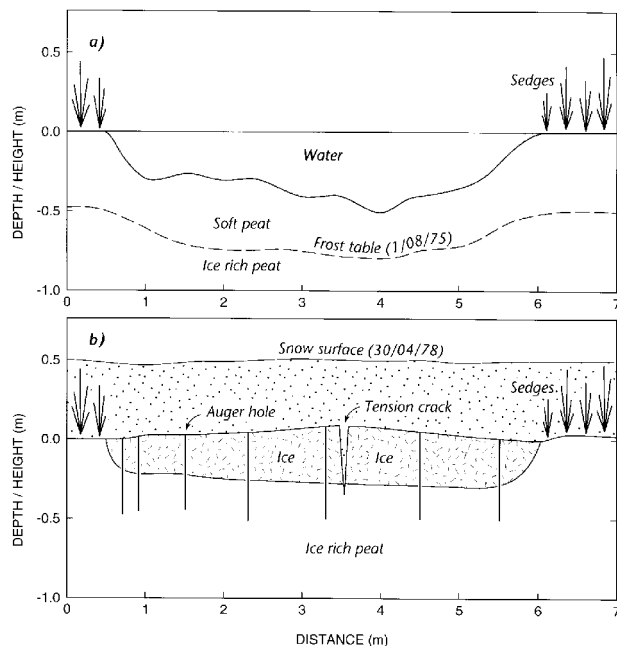 a)
0.5
Sedges
DEPTH / HEIGHT (m)
0.0
Water
-0.5
Soft peat
Frost table (1/08/75)
Ice rich peat
-1.0
0 1 2 3 4 5 6 7
b)
Snow surface (30/04/78)
0.5
Sedges
Auger hole
Tension crack
DEPTH / HEIGHT (m)
0.0
Ice Ice
-0.5
Ice rich peat
-1.0
0 1 2 3 4 5 6 7
DISTANCE (m)